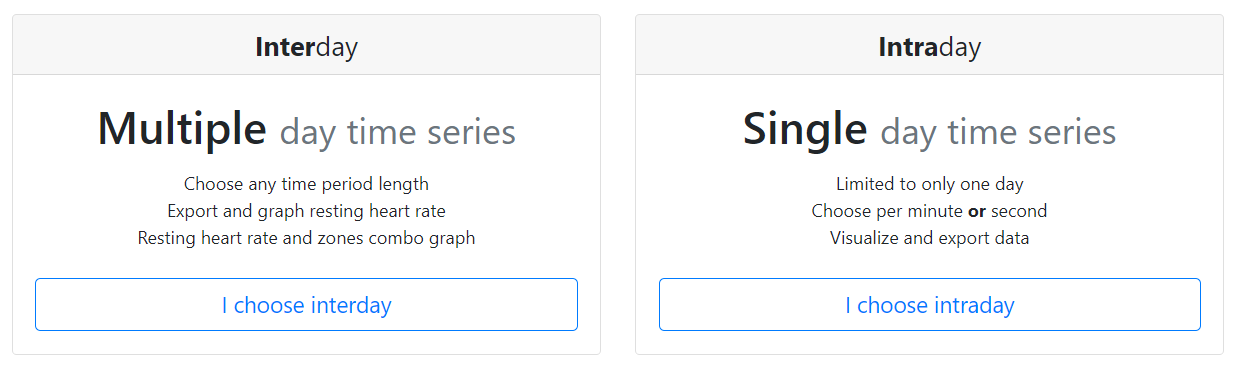 Interday
Multiple day time series
Choose any time period length
Export and graph resting heart rate
Resting heart rate and zones combo graph
I choose interday
Intraday
Single day time series
Limited to only one day
Choose per minute or second
Visualize and export data
I choose intraday